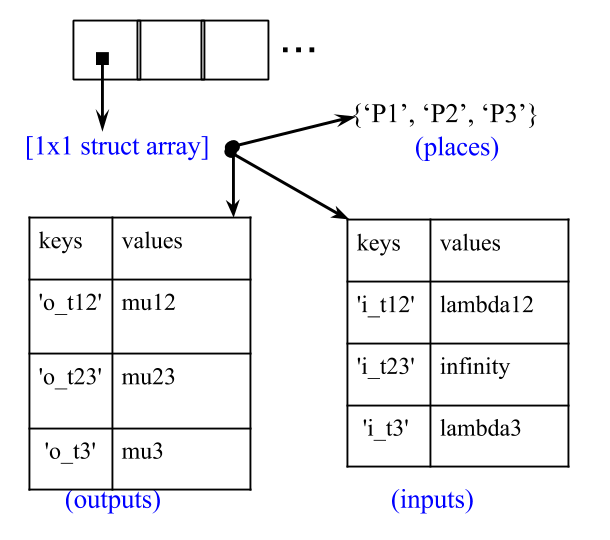 ...
{‘P1’, ‘P2’, ‘P3’}
[1x1 struct array]
(places)
keys values
'o_t12' mu12
'o_t23' mu23
'o_t3' mu3
(outputs)
keys values
'i_t12' lambda12
'i_t23' infinity
'i_t3' lambda3
(inputs)